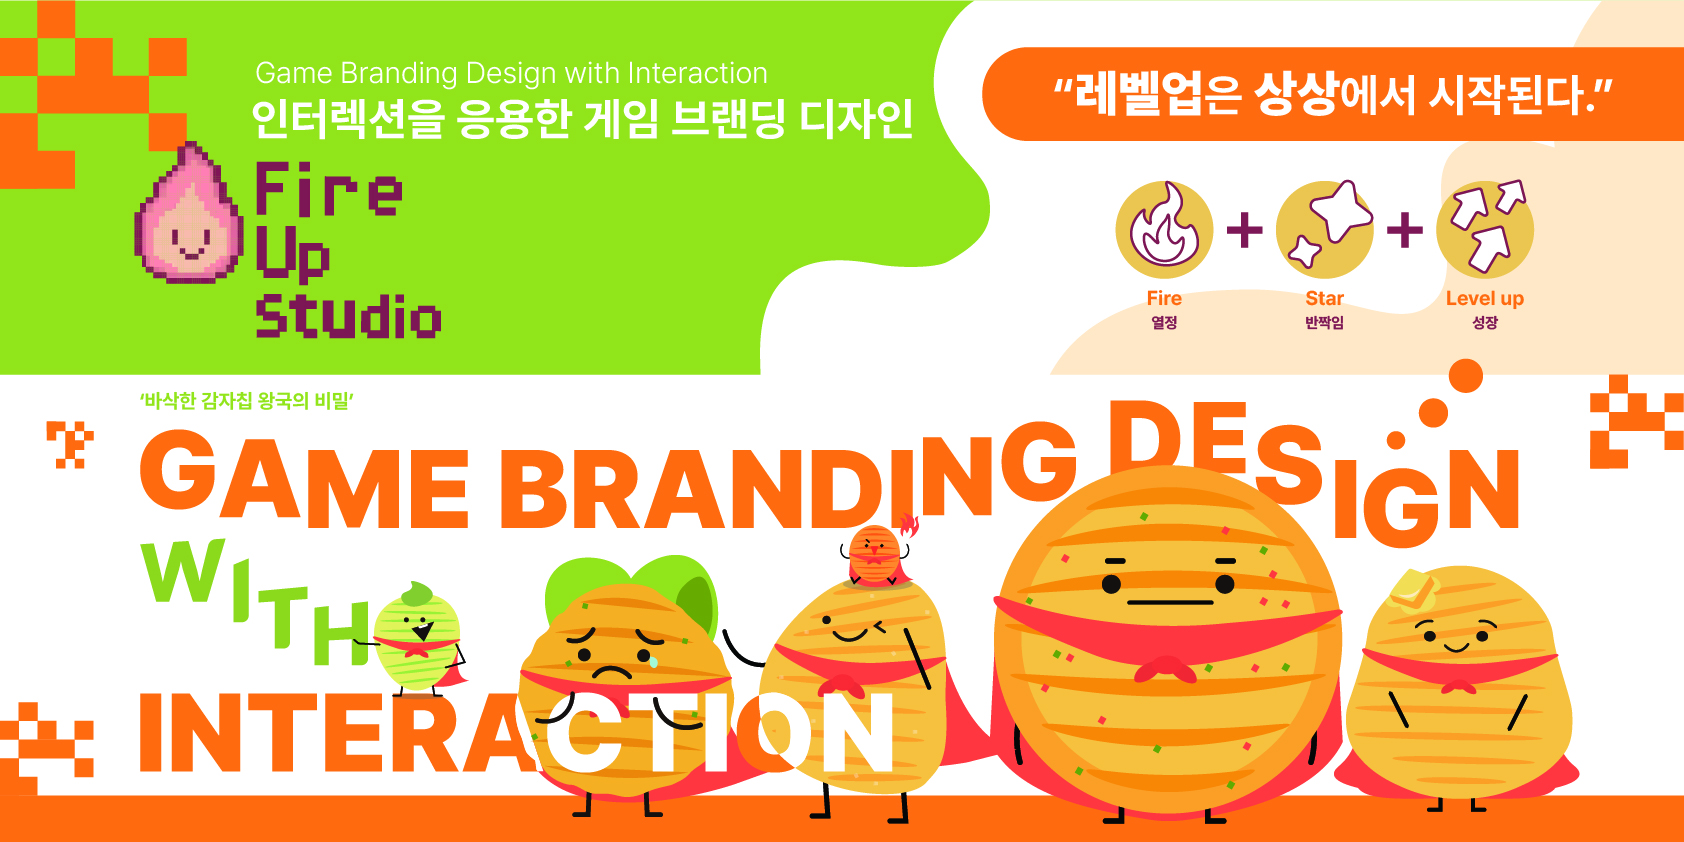 Game Branding Design with Interaction
인터렉션을 응용한 게임 브랜딩 디자인
Fire
Up
Studio
“레벨업은 상상에서 시작된다.”
Fire + Star + Level up
열정 반짝임 성장
‘바삭한 감자칩 왕국의 비밀’
GAME BRANDING DESIGN
WITH
INTERACTION